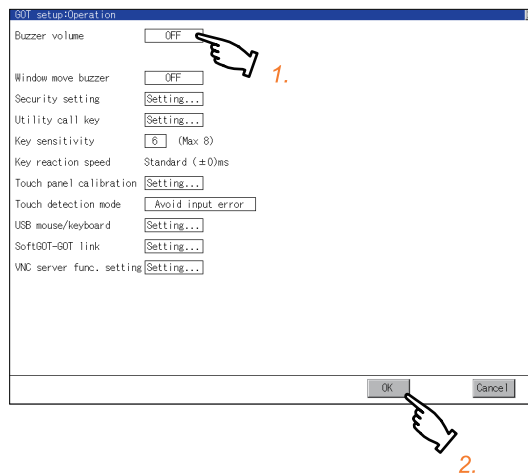 GOT setup:Operation
Buzzer volume OFF
1.
Window move buzzer OFF
Security setting Setting...
Utility call key Setting...
Key sensitivity 6 (Max 8)
Key reaction speed Standard (±0)ms
Touch panel calibration Setting...
Touch detection mode Avoid input error
USB mouse/keyboard Setting...
SoftGOT-GOT link Setting...
VNC server func. setting Setting...
OK Cancel
2.